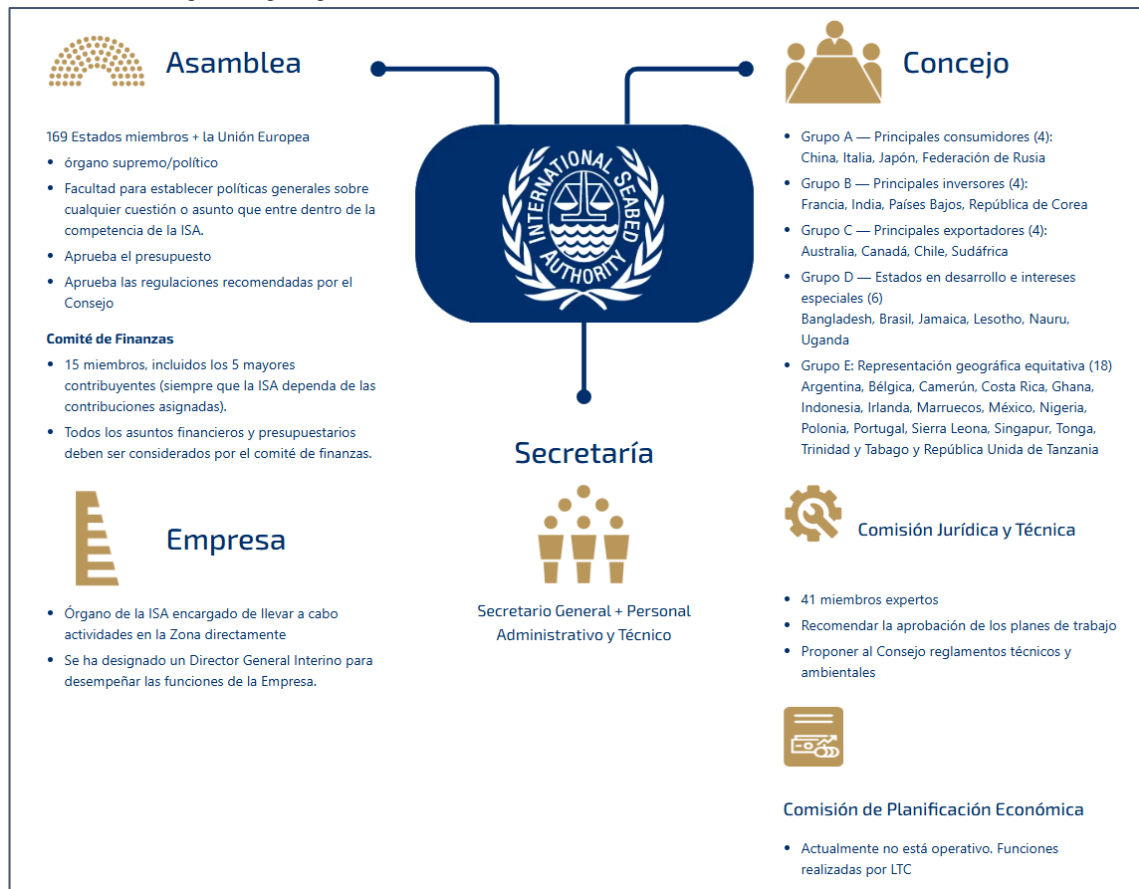 Asamblea
169 Estados miembros + la Unión Europea
• órgano supremo/político
• Facultad para establecer políticas generales sobre
cualquier cuestión o asunto que entre dentro de la
competencia de la ISA.
• Aprueba el presupuesto
• Aprueba las regulaciones recomendadas por el
Consejo
Comité de Finanzas
• 15 miembros, incluidos los 5 mayores
contribuyentes (siempre que la ISA dependa de las
contribuciones asignadas).
• Todos los asuntos financieros y presupuestarios
deben ser considerados por el comité de finanzas.
Empresa
• Órgano de la ISA encargado de llevar a cabo
actividades en la Zona directamente
• Se ha designado un Director General Interino para
desempeñar las funciones de la Empresa.
INTERNATIONAL SEABED
AUTHORITY
Secretaría
Secretario General + Personal
Administrativo y Técnico
Concejo
• Grupo A — Principales consumidores (4):
China, Italia, Japón, Federación de Rusia
• Grupo B — Principales inversores (4):
Francia, India, Países Bajos, República de Corea
• Grupo C — Principales exportadores (4):
Australia, Canadá, Chile, Sudáfrica
• Grupo D — Estados en desarrollo e intereses
especiales (6)
Bangladesh, Brasil, Jamaica, Lesotho, Nauru,
Uganda
• Grupo E: Representación geográfica equitativa (18)
Argentina, Bélgica, Camerún, Costa Rica, Ghana,
Indonesia, Irlanda, Marruecos, México, Nigeria,
Polonia, Portugal, Sierra Leona, Singapur, Tonga,
Trinidad y Tabago y República Unida de Tanzania
Comisión Jurídica y Técnica
• 41 miembros expertos
• Recomendar la aprobación de los planes de trabajo
• Proponer al Consejo reglamentos técnicos y
ambientales
Comisión de Planificación Económica
• Actualmente no está operativo. Funciones
realizadas por LTC